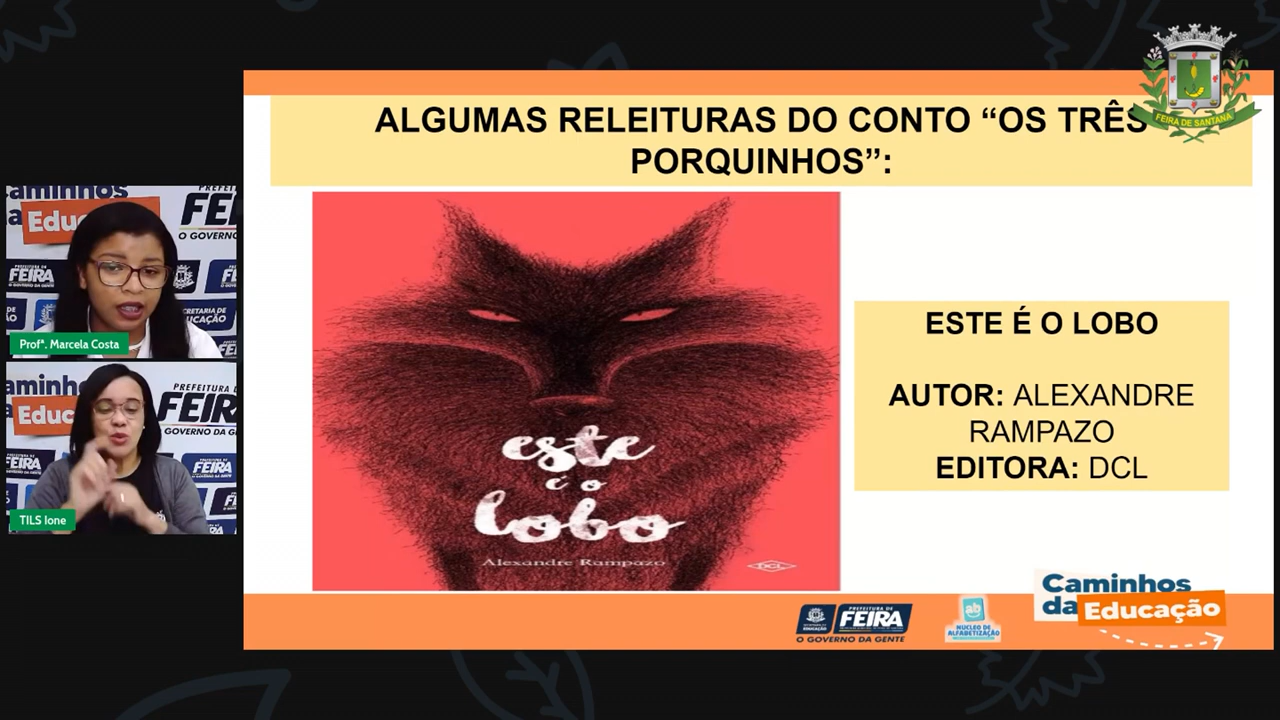 ALGUMAS RELEITURAS DO CONTO “OS TRÊS
PORQUINHOS”:
FEIRA DE SANTANA
este
é o
lobo
Alexandre Rampazo
DCL
ESTE É O LOBO
AUTOR: ALEXANDRE
RAMPAZO
EDITORA: DCL
Profª. Marcela Costa
TILS Ione
PREFEITURA DE
FEIRA
O GOVERNO DA GENTE
ab
NÚCLEO DE
ALFABETIZAÇÃO
Caminhos
da Educação